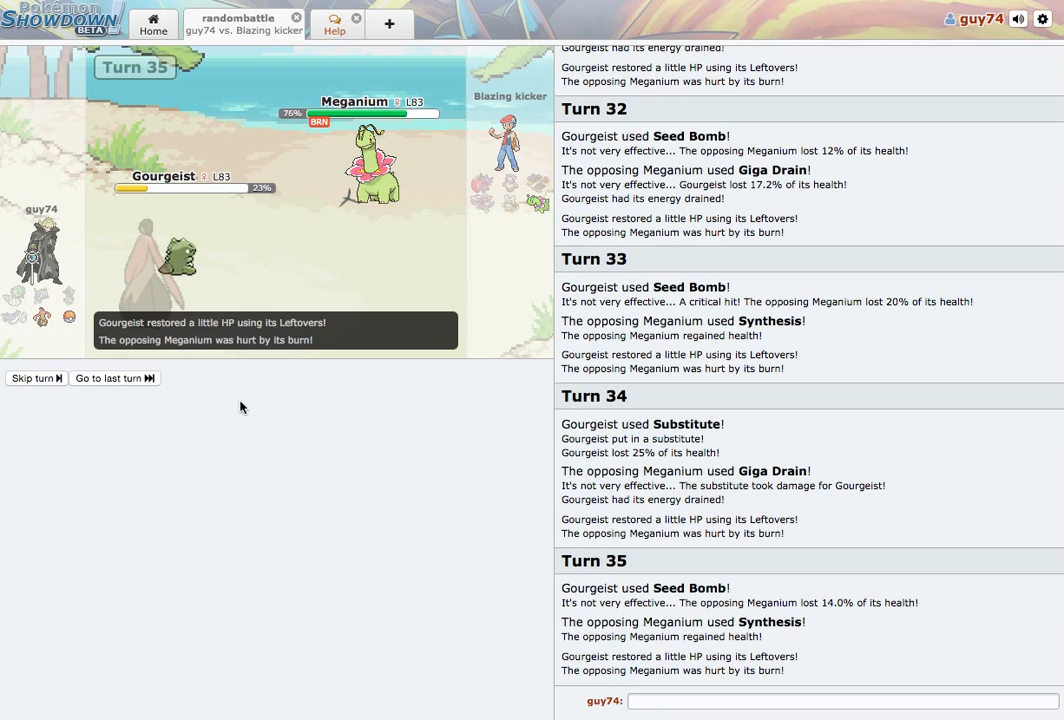 Pokémon
SHOWDOWN
BETA
Home
randombattle
guy74 vs. Blazing kicker
Help
+
guy74
Turn 35
Meganium ♀ L83
76%
BRN
Gourgeist ♀ L83
23%
guy74
Blazing kicker
Gourgeist restored a little HP using its Leftovers!
The opposing Meganium was hurt by its burn!
Skip turn
Go to last turn
Gourgeist had its energy drained!
Gourgeist restored a little HP using its Leftovers!
The opposing Meganium was hurt by its burn!
Turn 32
Gourgeist used Seed Bomb!
It's not very effective... The opposing Meganium lost 12% of its health!
The opposing Meganium used Giga Drain!
It's not very effective... Gourgeist lost 17.2% of its health!
Gourgeist had its energy drained!
Gourgeist restored a little HP using its Leftovers!
The opposing Meganium was hurt by its burn!
Turn 33
Gourgeist used Seed Bomb!
It's not very effective... A critical hit! The opposing Meganium lost 20% of its health!
The opposing Meganium used Synthesis!
The opposing Meganium regained health!
Gourgeist restored a little HP using its Leftovers!
The opposing Meganium was hurt by its burn!
Turn 34
Gourgeist used Substitute!
Gourgeist put in a substitute!
Gourgeist lost 25% of its health!
The opposing Meganium used Giga Drain!
It's not very effective... The substitute took damage for Gourgeist!
Gourgeist had its energy drained!
Gourgeist restored a little HP using its Leftovers!
The opposing Meganium was hurt by its burn!
Turn 35
Gourgeist used Seed Bomb!
It's not very effective... The opposing Meganium lost 14.0% of its health!
The opposing Meganium used Synthesis!
The opposing Meganium regained health!
Gourgeist restored a little HP using its Leftovers!
The opposing Meganium was hurt by its burn!
guy74: